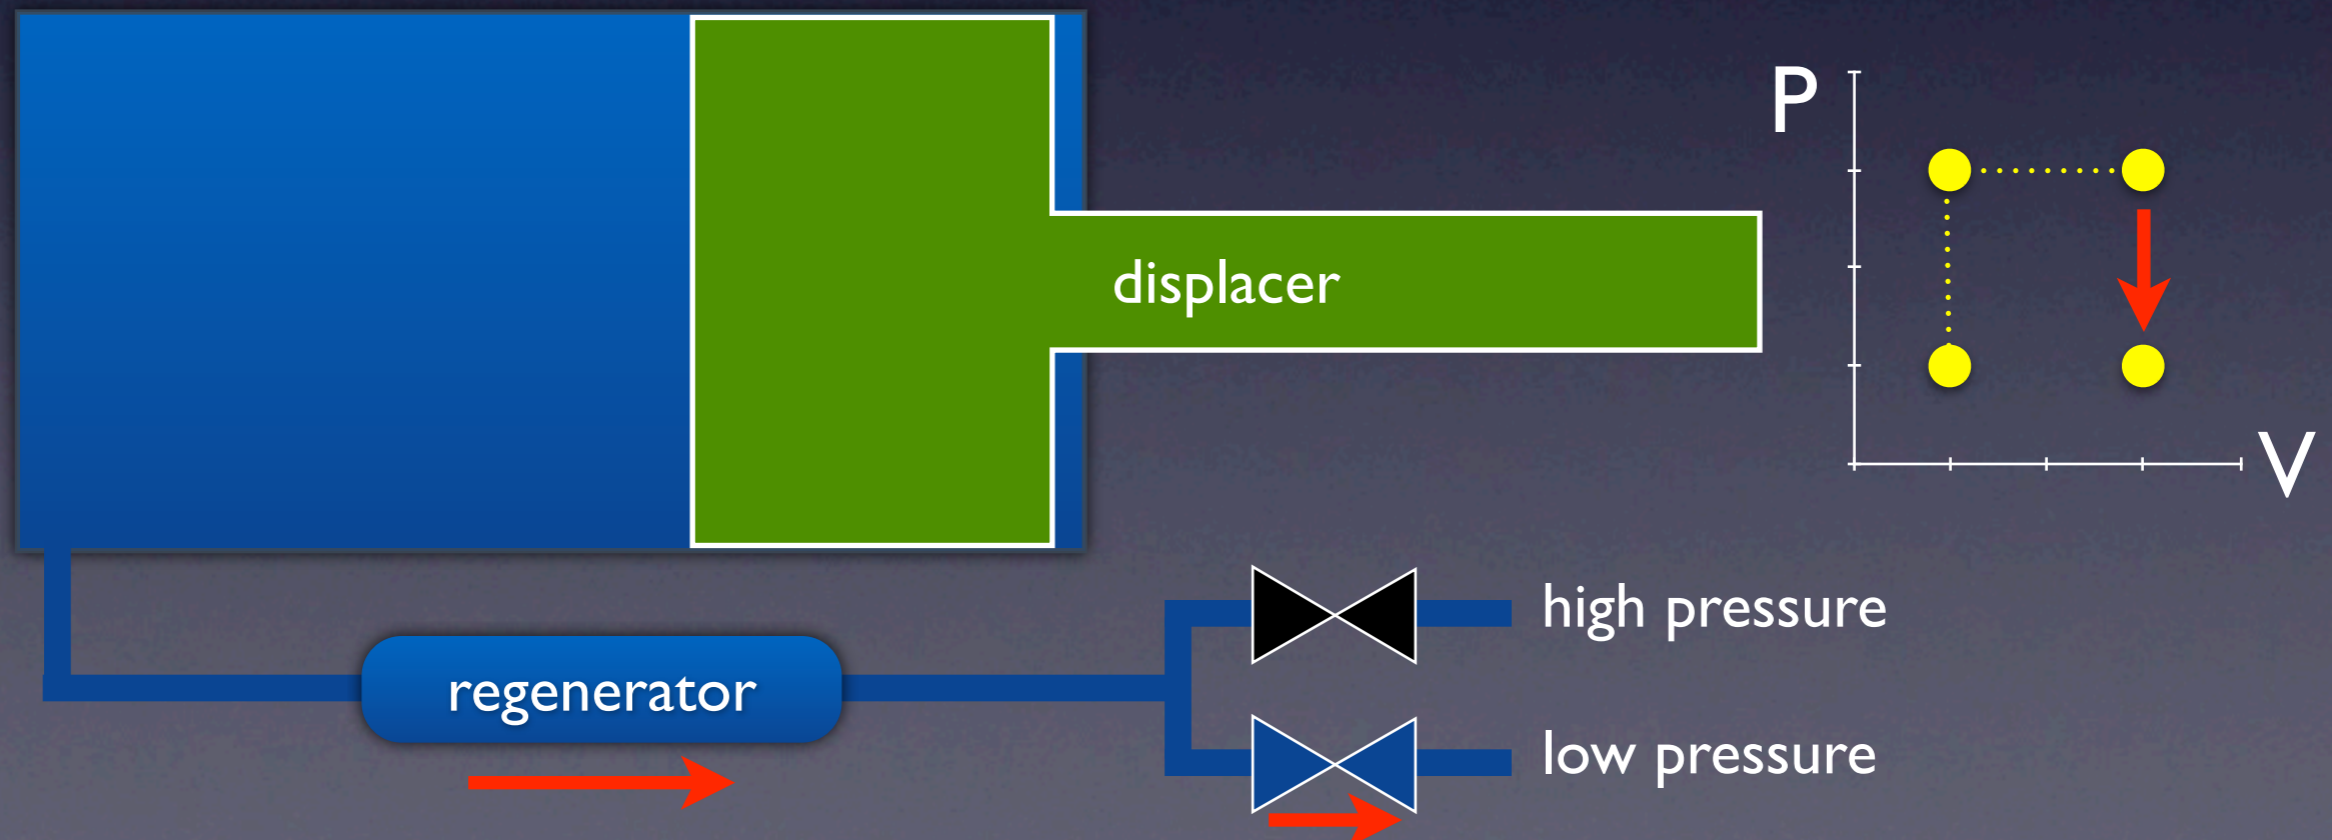 P
displacer
V
high pressure
regenerator
low pressure